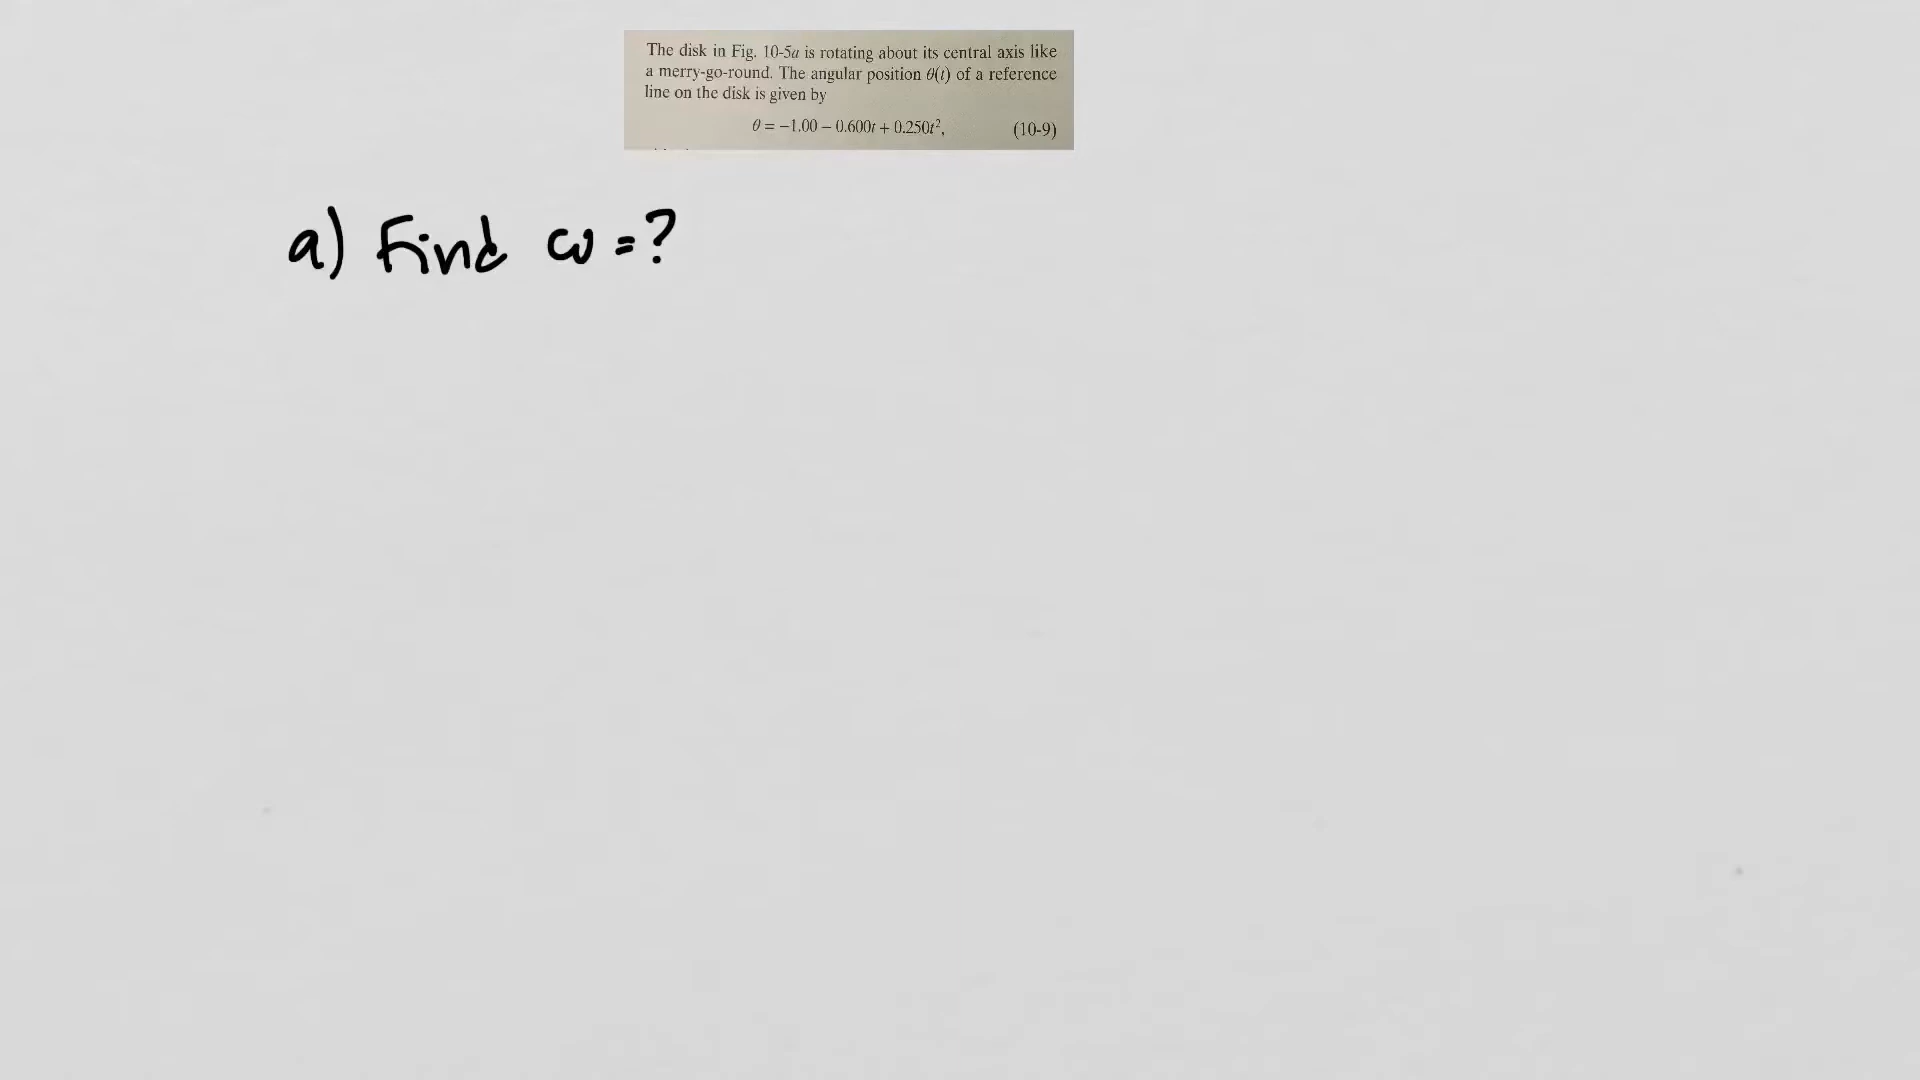 The disk in Fig. 10-5a is rotating about its central axis like
a merry-go-round. The angular position θ(t) of a reference
line on the disk is given by
θ = −1.00 − 0.600t + 0.250t², (10-9)
a) Find ω = ?